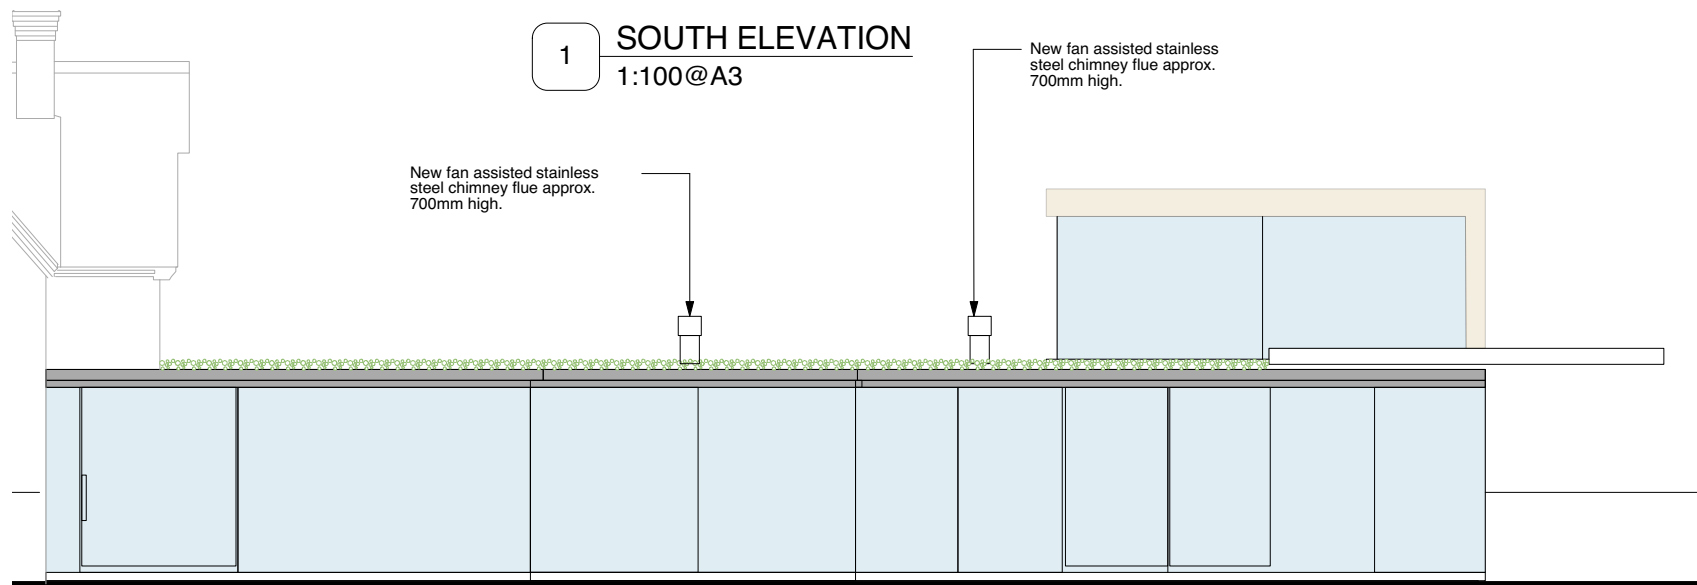 1
SOUTH ELEVATION
1:100@A3
New fan assisted stainless
steel chimney flue approx.
700mm high.
New fan assisted stainless
steel chimney flue approx.
700mm high.